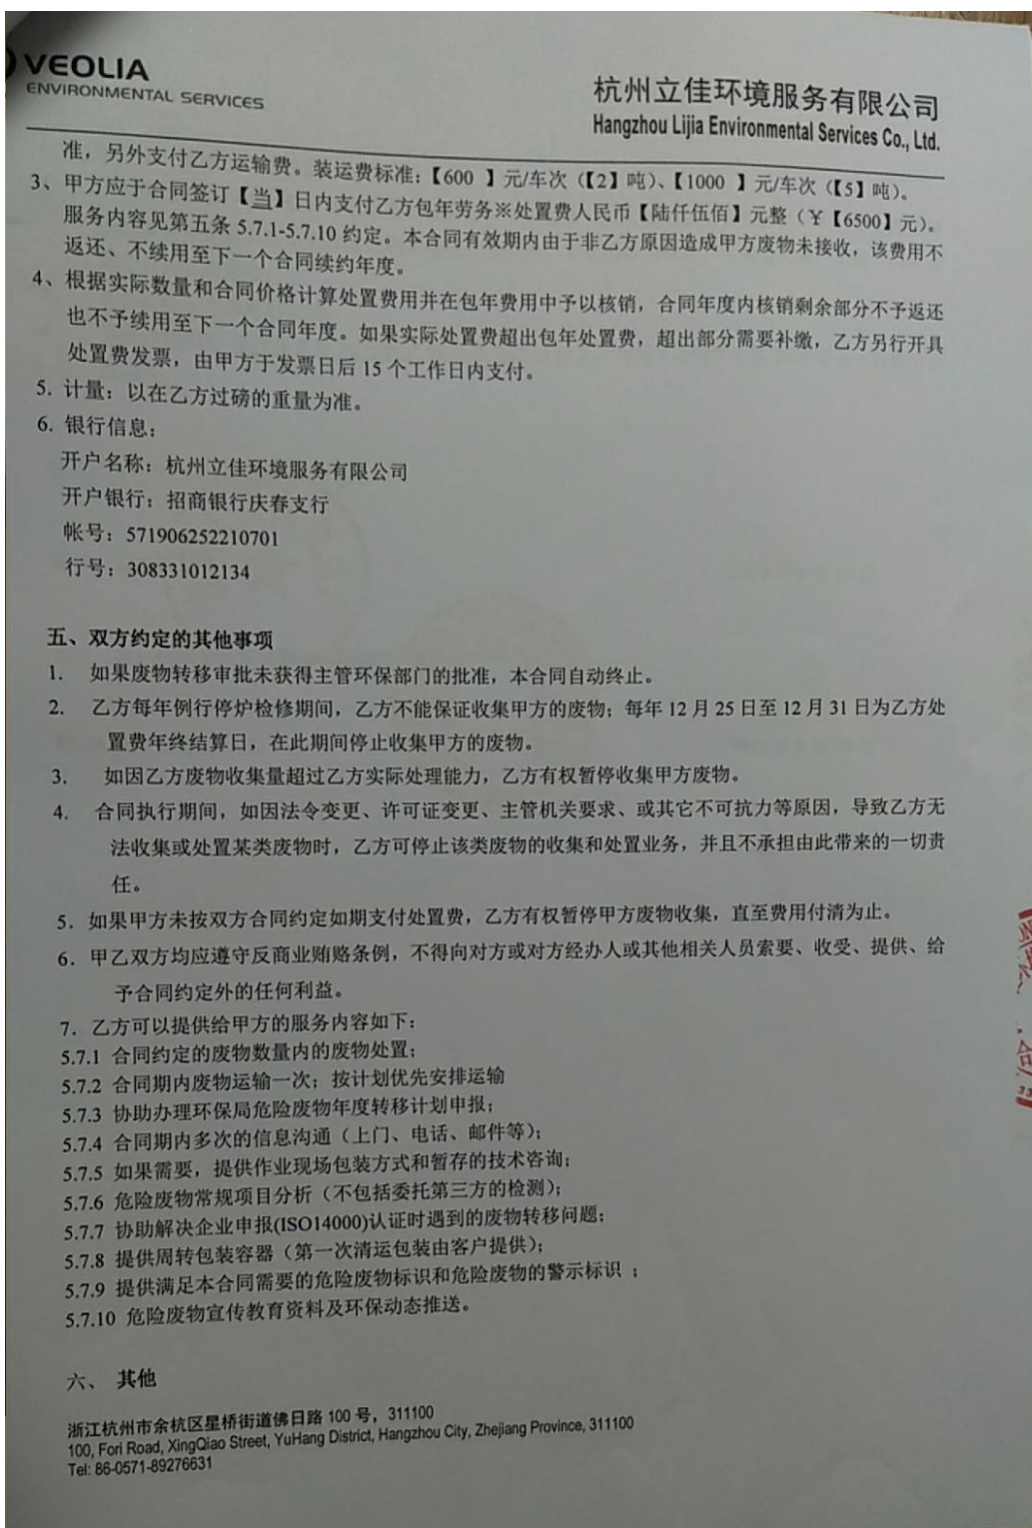 VEOLIA
ENVIRONMENTAL SERVICES
杭州立佳环境服务有限公司
Hangzhou Lijia Environmental Services Co., Ltd.
准，另外支付乙方运输费。装运费标准：【600 】元/车次（【2】吨）、【1000 】元/车次（【5】吨）。
3、甲方应于合同签订【当】日内支付乙方包年劳务※处置费人民币【陆仟伍佰】元整（￥【6500】元）。
服务内容见第五条 5.7.1-5.7.10 约定。本合同有效期内由于非乙方原因造成甲方废物未接收，该费用不
返还、不续用至下一个合同续约年度。
4、根据实际数量和合同价格计算处置费用并在包年费用中予以核销，合同年度内核销剩余部分不予返还
也不予续用至下一个合同年度。如果实际处置费超出包年处置费，超出部分需要补缴，乙方另行开具
处置费发票，由甲方于发票日后 15 个工作日内支付。
5. 计量：以在乙方过磅的重量为准。
6. 银行信息：
开户名称：杭州立佳环境服务有限公司
开户银行：招商银行庆春支行
帐号：571906252210701
行号：308331012134
五、双方约定的其他事项
1. 如果废物转移审批未获得主管环保部门的批准，本合同自动终止。
2. 乙方每年例行停炉检修期间，乙方不能保证收集甲方的废物；每年 12 月 25 日至 12 月 31 日为乙方处
置费年终结算日，在此期间停止收集甲方的废物。
3. 如因乙方废物收集量超过乙方实际处理能力，乙方有权暂停收集甲方废物。
4. 合同执行期间，如因法令变更、许可证变更、主管机关要求、或其它不可抗力等原因，导致乙方无
法收集或处置某类废物时，乙方可停止该类废物的收集和处置业务，并且不承担由此带来的一切责
任。
5. 如果甲方未按双方合同约定如期支付处置费，乙方有权暂停甲方废物收集，直至费用付清为止。
6. 甲乙双方均应遵守反商业贿赂条例，不得向对方或对方经办人或其他相关人员索要、收受、提供、给
予合同约定外的任何利益。
7. 乙方可以提供给甲方的服务内容如下：
5.7.1 合同约定的废物数量内的废物处置；
5.7.2 合同期内废物运输一次；按计划优先安排运输
5.7.3 协助办理环保局危险废物年度转移计划申报；
5.7.4 合同期内多次的信息沟通（上门、电话、邮件等）；
5.7.5 如果需要，提供作业现场包装方式和暂存的技术咨询；
5.7.6 危险废物常规项目分析（不包括委托第三方的检测）；
5.7.7 协助解决企业申报(ISO14000)认证时遇到的废物转移问题；
5.7.8 提供周转包装容器（第一次清运包装由客户提供）；
5.7.9 提供满足本合同需要的危险废物标识和危险废物的警示标识 ；
5.7.10 危险废物宣传教育资料及环保动态推送。
六、 其他
浙江杭州市余杭区星桥街道佛日路 100 号，311100
100, Fori Road, XingQiao Street, YuHang District, Hangzhou City, Zhejiang Province, 311100
Tel: 86-0571-89276631